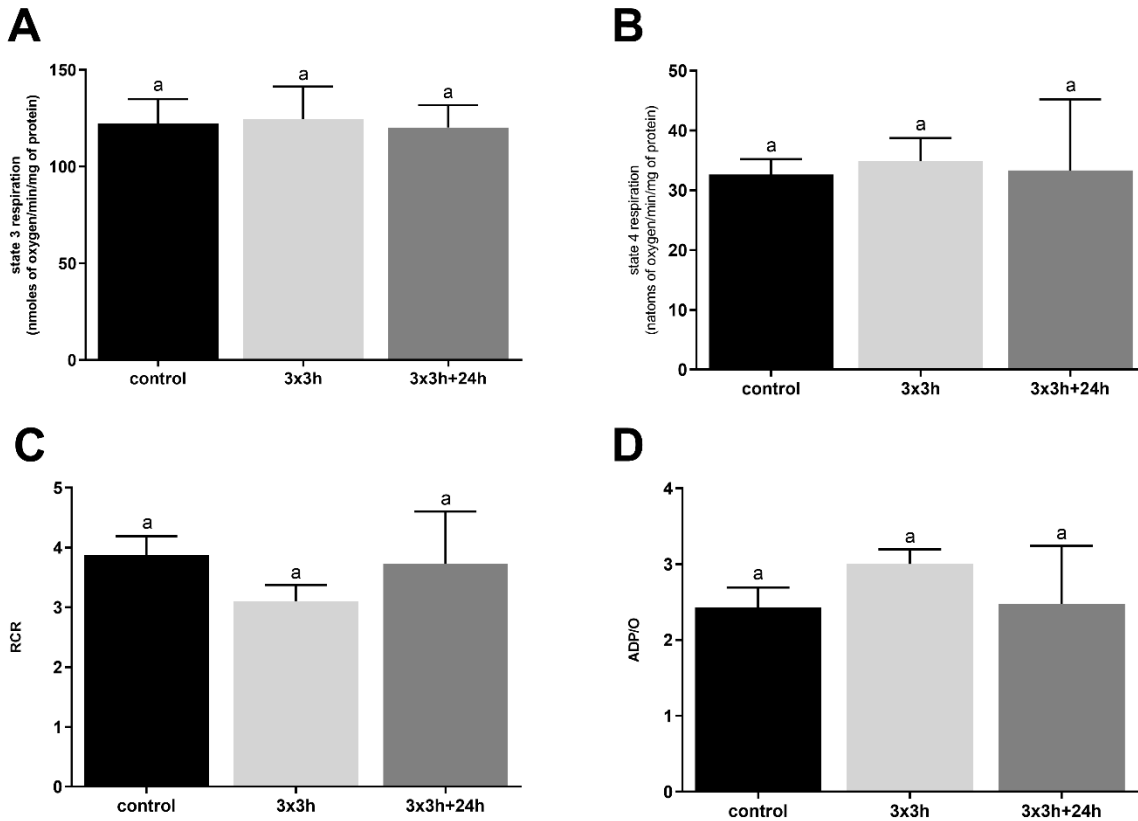 A
state 3 respiration
(nmoles of oxygen/min/mg of protein)
150
100
50
0
a
a
a
control
3x3h
3x3h+24h
B
state 4 respiration
(natoms of oxygen/min/mg of protein)
50
40
30
20
10
0
a
a
a
control
3x3h
3x3h+24h
C
RCR
5
4
3
2
1
0
a
a
a
control
3x3h
3x3h+24h
D
ADP/O
4
3
2
1
0
a
a
a
control
3x3h
3x3h+24h